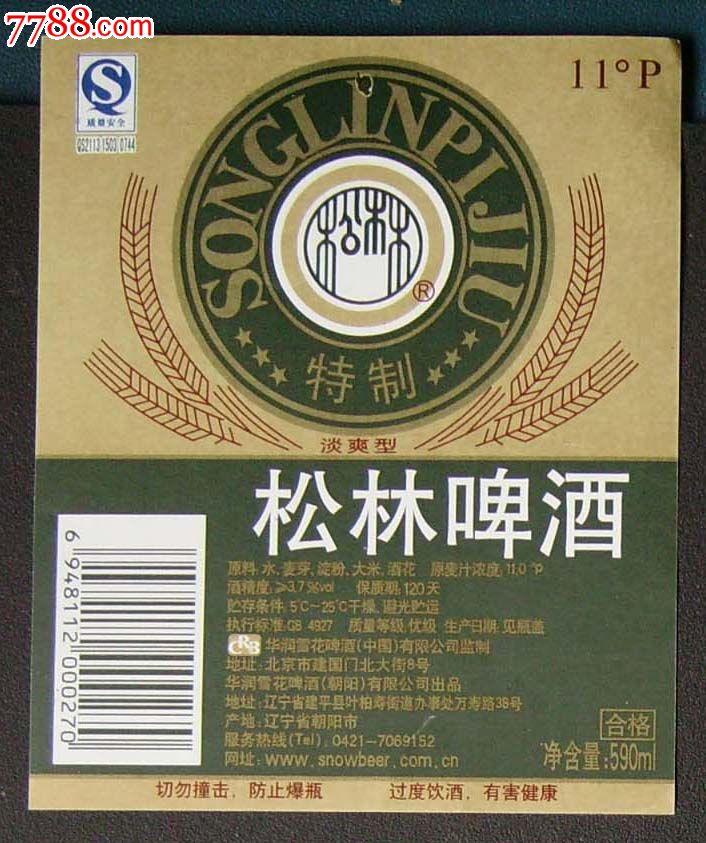 7788.com
11°P
质量安全
QS2113 1503 0744
SONGLINPIJIU
松林
®
特制
淡爽型
松林啤酒
原料:水、麦芽、淀粉、大米、酒花 原麦汁浓度:11.0 °P
酒精度:≥3.7%vol 保质期:120天
贮存条件:5℃-25℃干燥、避光贮运
执行标准:GB 4927 质量等级:优级 生产日期:见瓶盖
CRB 华润雪花啤酒(中国)有限公司监制
地址:北京市建国门北大街8号
华润雪花啤酒(朝阳)有限公司出品
地址:辽宁省建平县叶柏寿街道办事处万寿路38号
产地:辽宁省朝阳市
服务热线(Tel):0421-7069152
网址:www.snowbeer.com.cn
合格
净含量:590ml
6 948112 000270
切勿撞击、防止爆瓶 过度饮酒,有害健康